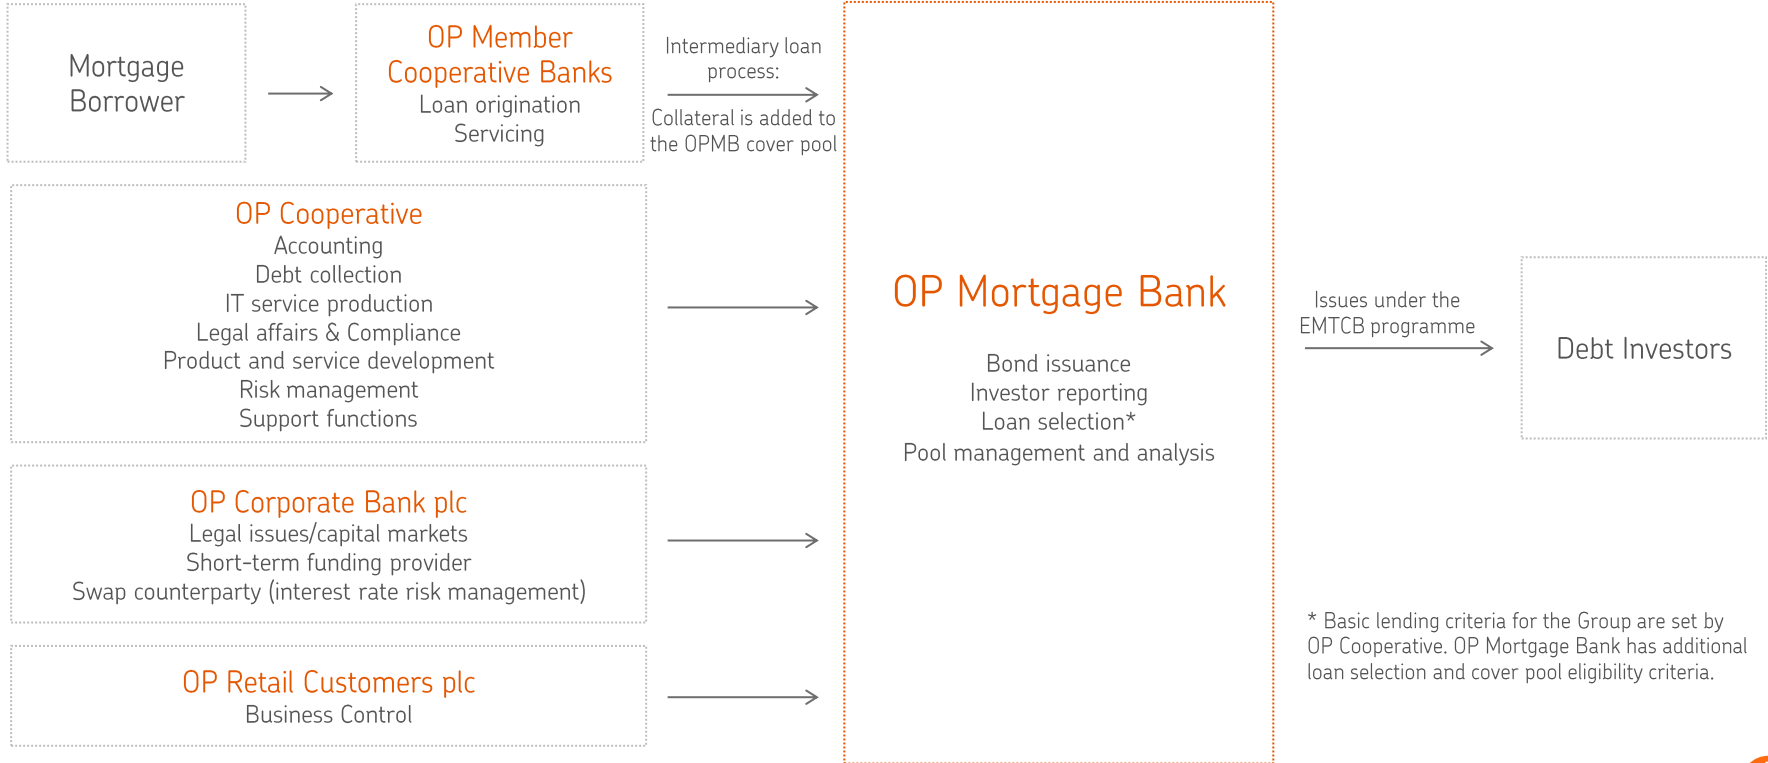 Mortgage
Borrower
OP Member
Cooperative Banks
Loan origination
Servicing
Intermediary loan
process:
Collateral is added to
the OPMB cover pool
OP Cooperative
Accounting
Debt collection
IT service production
Legal affairs & Compliance
Product and service development
Risk management
Support functions
OP Corporate Bank plc
Legal issues/capital markets
Short-term funding provider
Swap counterparty (interest rate risk management)
OP Retail Customers plc
Business Control
OP Mortgage Bank
Bond issuance
Investor reporting
Loan selection*
Pool management and analysis
Issues under the
EMTCB programme
Debt Investors
* Basic lending criteria for the Group are set by
OP Cooperative. OP Mortgage Bank has additional
loan selection and cover pool eligibility criteria.